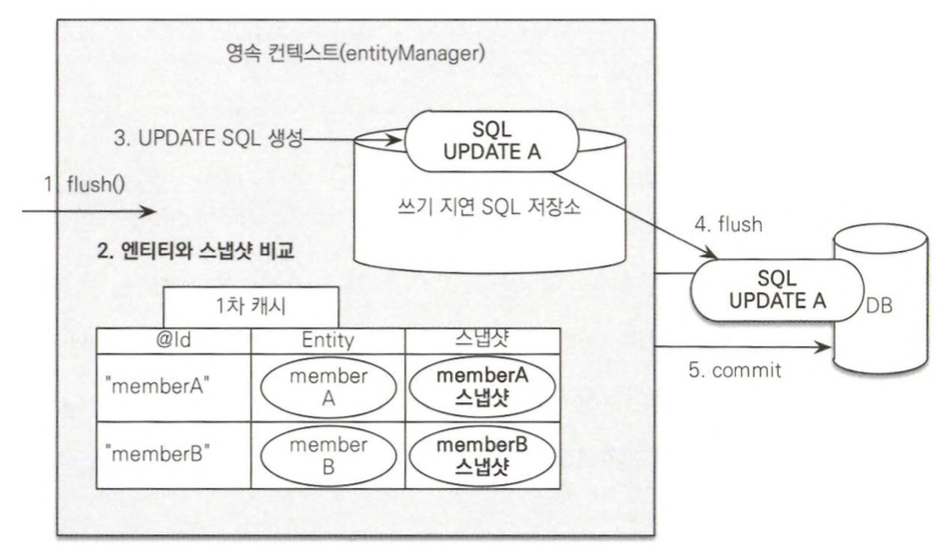 영속 컨텍스트(entityManager)
SQL
UPDATE A
3. UPDATE SQL 생성
1. flush()
쓰기 지연 SQL 저장소
4. flush
2. 엔티티와 스냅샷 비교
SQL
UPDATE A
DB
1차 캐시
@Id Entity 스냅샷
5. commit
"memberA" member A memberA 스냅샷
"memberB" member B memberB 스냅샷